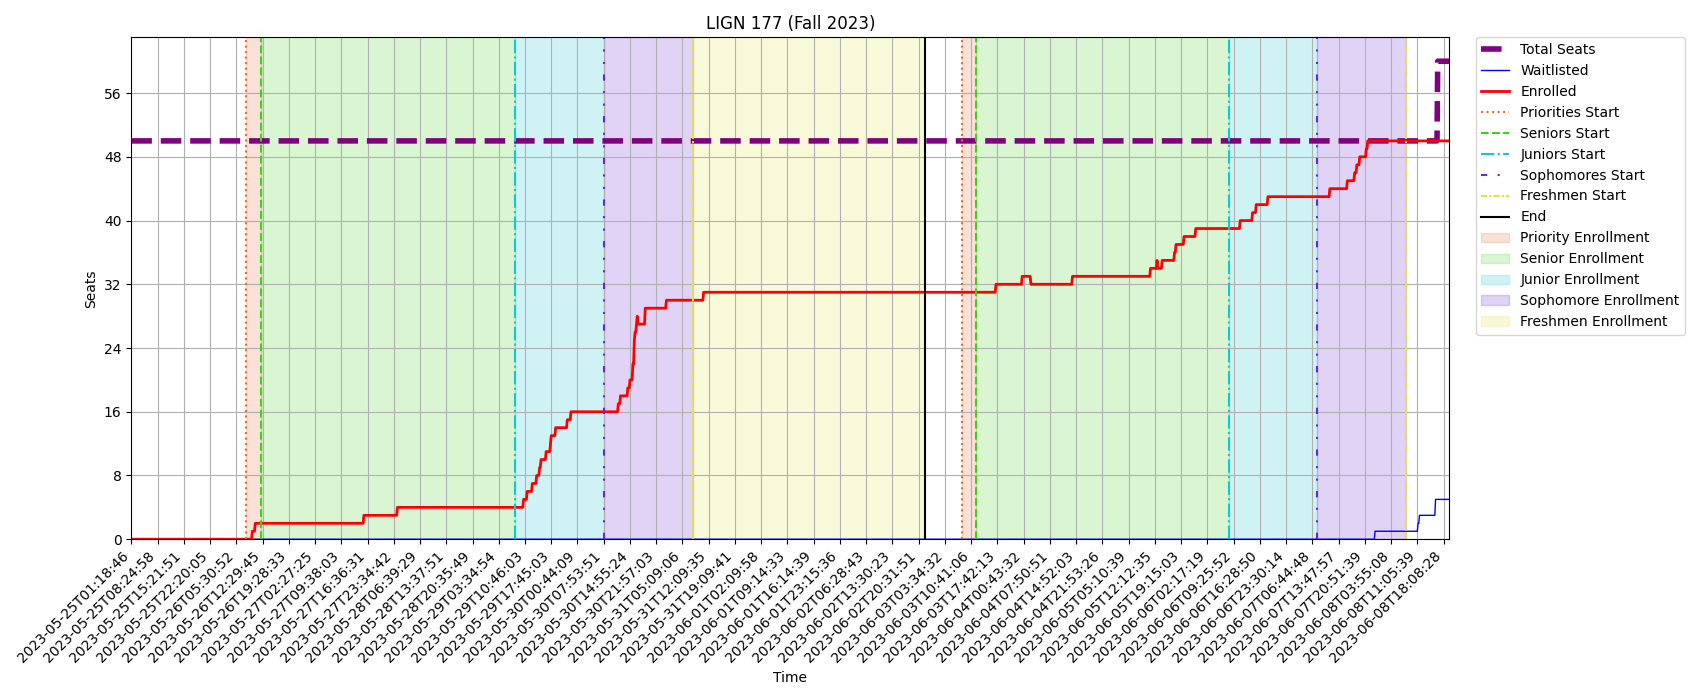 LIGN 177 (Fall 2023)
Total Seats
Waitlisted
Enrolled
Priorities Start
Seniors Start
Juniors Start
Sophomores Start
Freshmen Start
End
Priority Enrollment
Senior Enrollment
Junior Enrollment
Sophomore Enrollment
Freshmen Enrollment
Seats
56
48
40
32
24
16
8
0
2023-05-25T01:18:46
2023-05-25T08:24:58
2023-05-25T15:21:51
2023-05-25T22:20:05
2023-05-26T05:30:52
2023-05-26T12:29:45
2023-05-26T19:28:33
2023-05-27T02:27:25
2023-05-27T09:38:03
2023-05-27T16:36:31
2023-05-27T23:34:42
2023-05-28T06:39:29
2023-05-28T13:37:51
2023-05-28T20:35:49
2023-05-29T03:34:54
2023-05-29T10:46:03
2023-05-29T17:45:03
2023-05-30T00:44:09
2023-05-30T07:53:51
2023-05-30T14:55:24
2023-05-30T21:57:03
2023-05-31T05:09:06
2023-05-31T12:09:35
2023-05-31T19:09:41
2023-06-01T02:09:58
2023-06-01T09:14:33
2023-06-01T16:14:39
2023-06-01T23:15:36
2023-06-02T06:28:43
2023-06-02T13:30:23
2023-06-02T20:31:51
2023-06-03T03:34:32
2023-06-03T10:41:06
2023-06-03T17:42:13
2023-06-04T00:43:32
2023-06-04T07:50:51
2023-06-04T14:52:03
2023-06-04T21:53:26
2023-06-05T05:10:39
2023-06-05T12:12:35
2023-06-05T19:15:03
2023-06-06T02:17:19
2023-06-06T09:25:52
2023-06-06T16:28:50
2023-06-06T23:30:14
2023-06-07T06:44:48
2023-06-07T13:47:57
2023-06-07T20:51:39
2023-06-08T03:55:08
2023-06-08T11:05:39
2023-06-08T18:08:28
Time